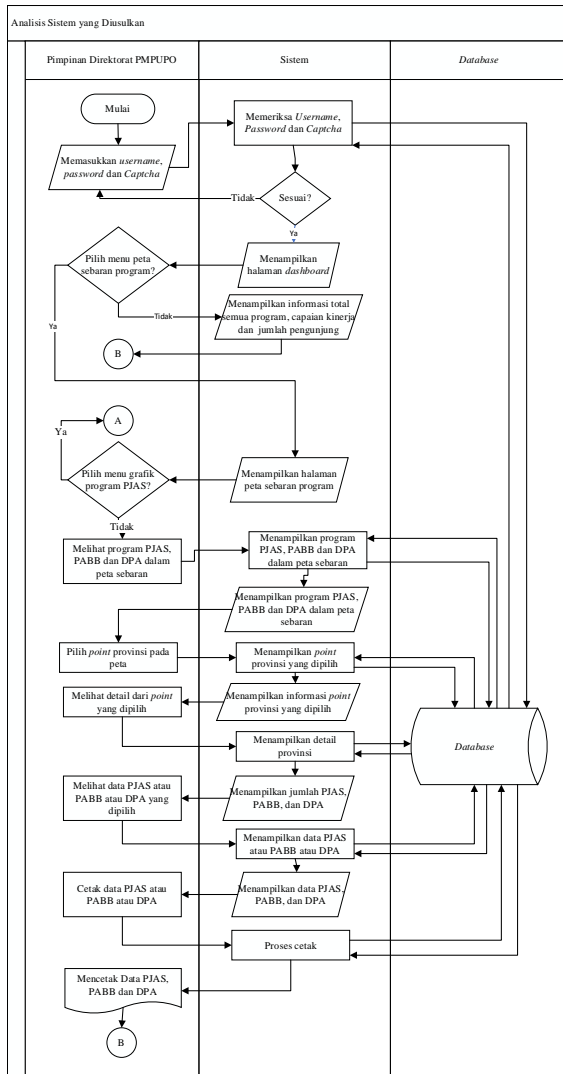 Analisis Sistem yang Diusulkan
Pimpinan Direktorat PMPUPO
Sistem
Database
Mulai
Memeriksa Username,
Password dan Captcha
Memasukkan username,
password dan Captcha
Tidak
Sesuai?
Ya
Pilih menu peta
sebaran program?
Menampilkan
halaman dashboard
Tidak
Menampilkan informasi total
semua program, capaian kinerja
dan jumlah pengunjung
Ya
B
A
Ya
Pilih menu grafik
program PJAS?
Menampilkan halaman
peta sebaran program
Tidak
Melihat program PJAS,
PABB dan DPA dalam
peta sebaran
Menampilkan program
PJAS, PABB dan DPA
dalam peta sebaran
Menampilkan program PJAS,
PABB dan DPA dalam peta
sebaran
Pilih point provinsi pada
peta
Menampilkan point
provinsi yang dipilih
Melihat detail dari point
yang dipilih
Menampilkan informasi point
provinsi yang dipilih
Menampilkan detail
provinsi
Database
Melihat data PJAS atau
PABB atau DPA yang
dipilih
Menampilkan jumlah PJAS,
PABB, dan DPA
Menampilkan data PJAS
atau PABB atau DPA
Cetak data PJAS atau
PABB atau DPA
Menampilkan data PJAS,
PABB, dan DPA
Proses cetak
Mencetak Data PJAS,
PABB dan DPA
B